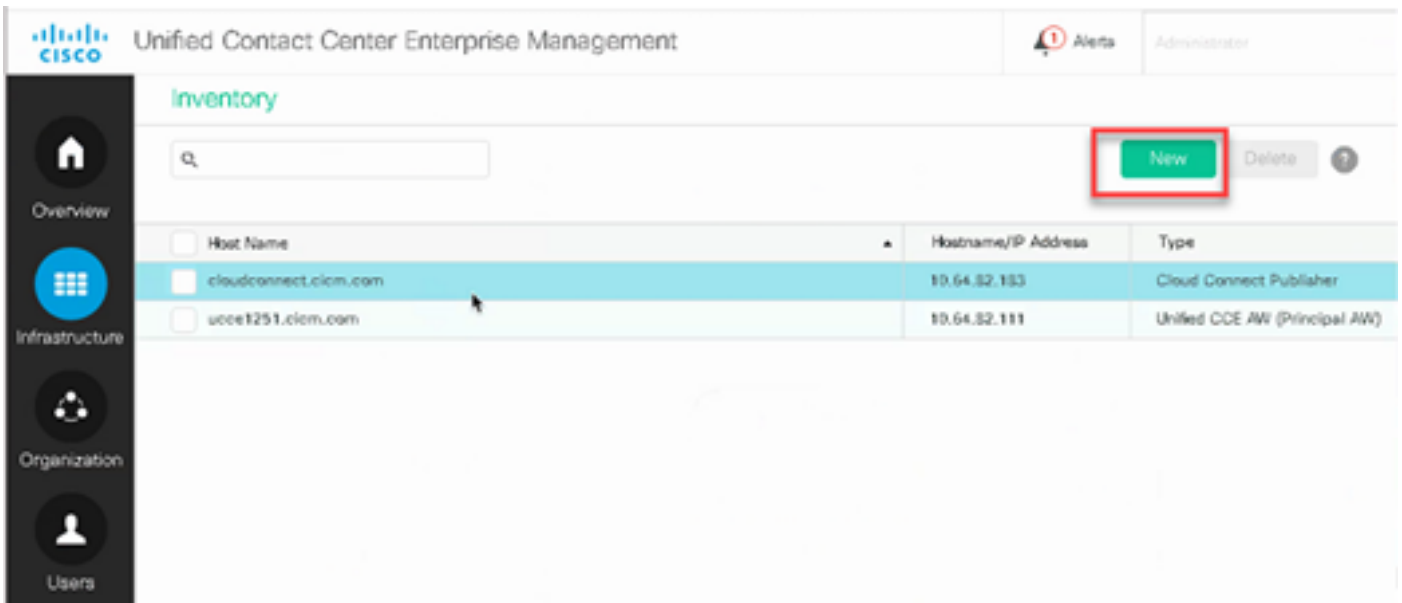 CISCO
Unified Contact Center Enterprise Management
1
Alerts
Administrator
Inventory
New
Delete
?
Overview
Host Name
Hostname/IP Address
Type
cloudconnect.cicm.com
10.64.82.183
Cloud Connect Publisher
ucce1251.cicm.com
10.64.82.111
Unified CCE AW (Principal AW)
Infrastructure
Organization
Users